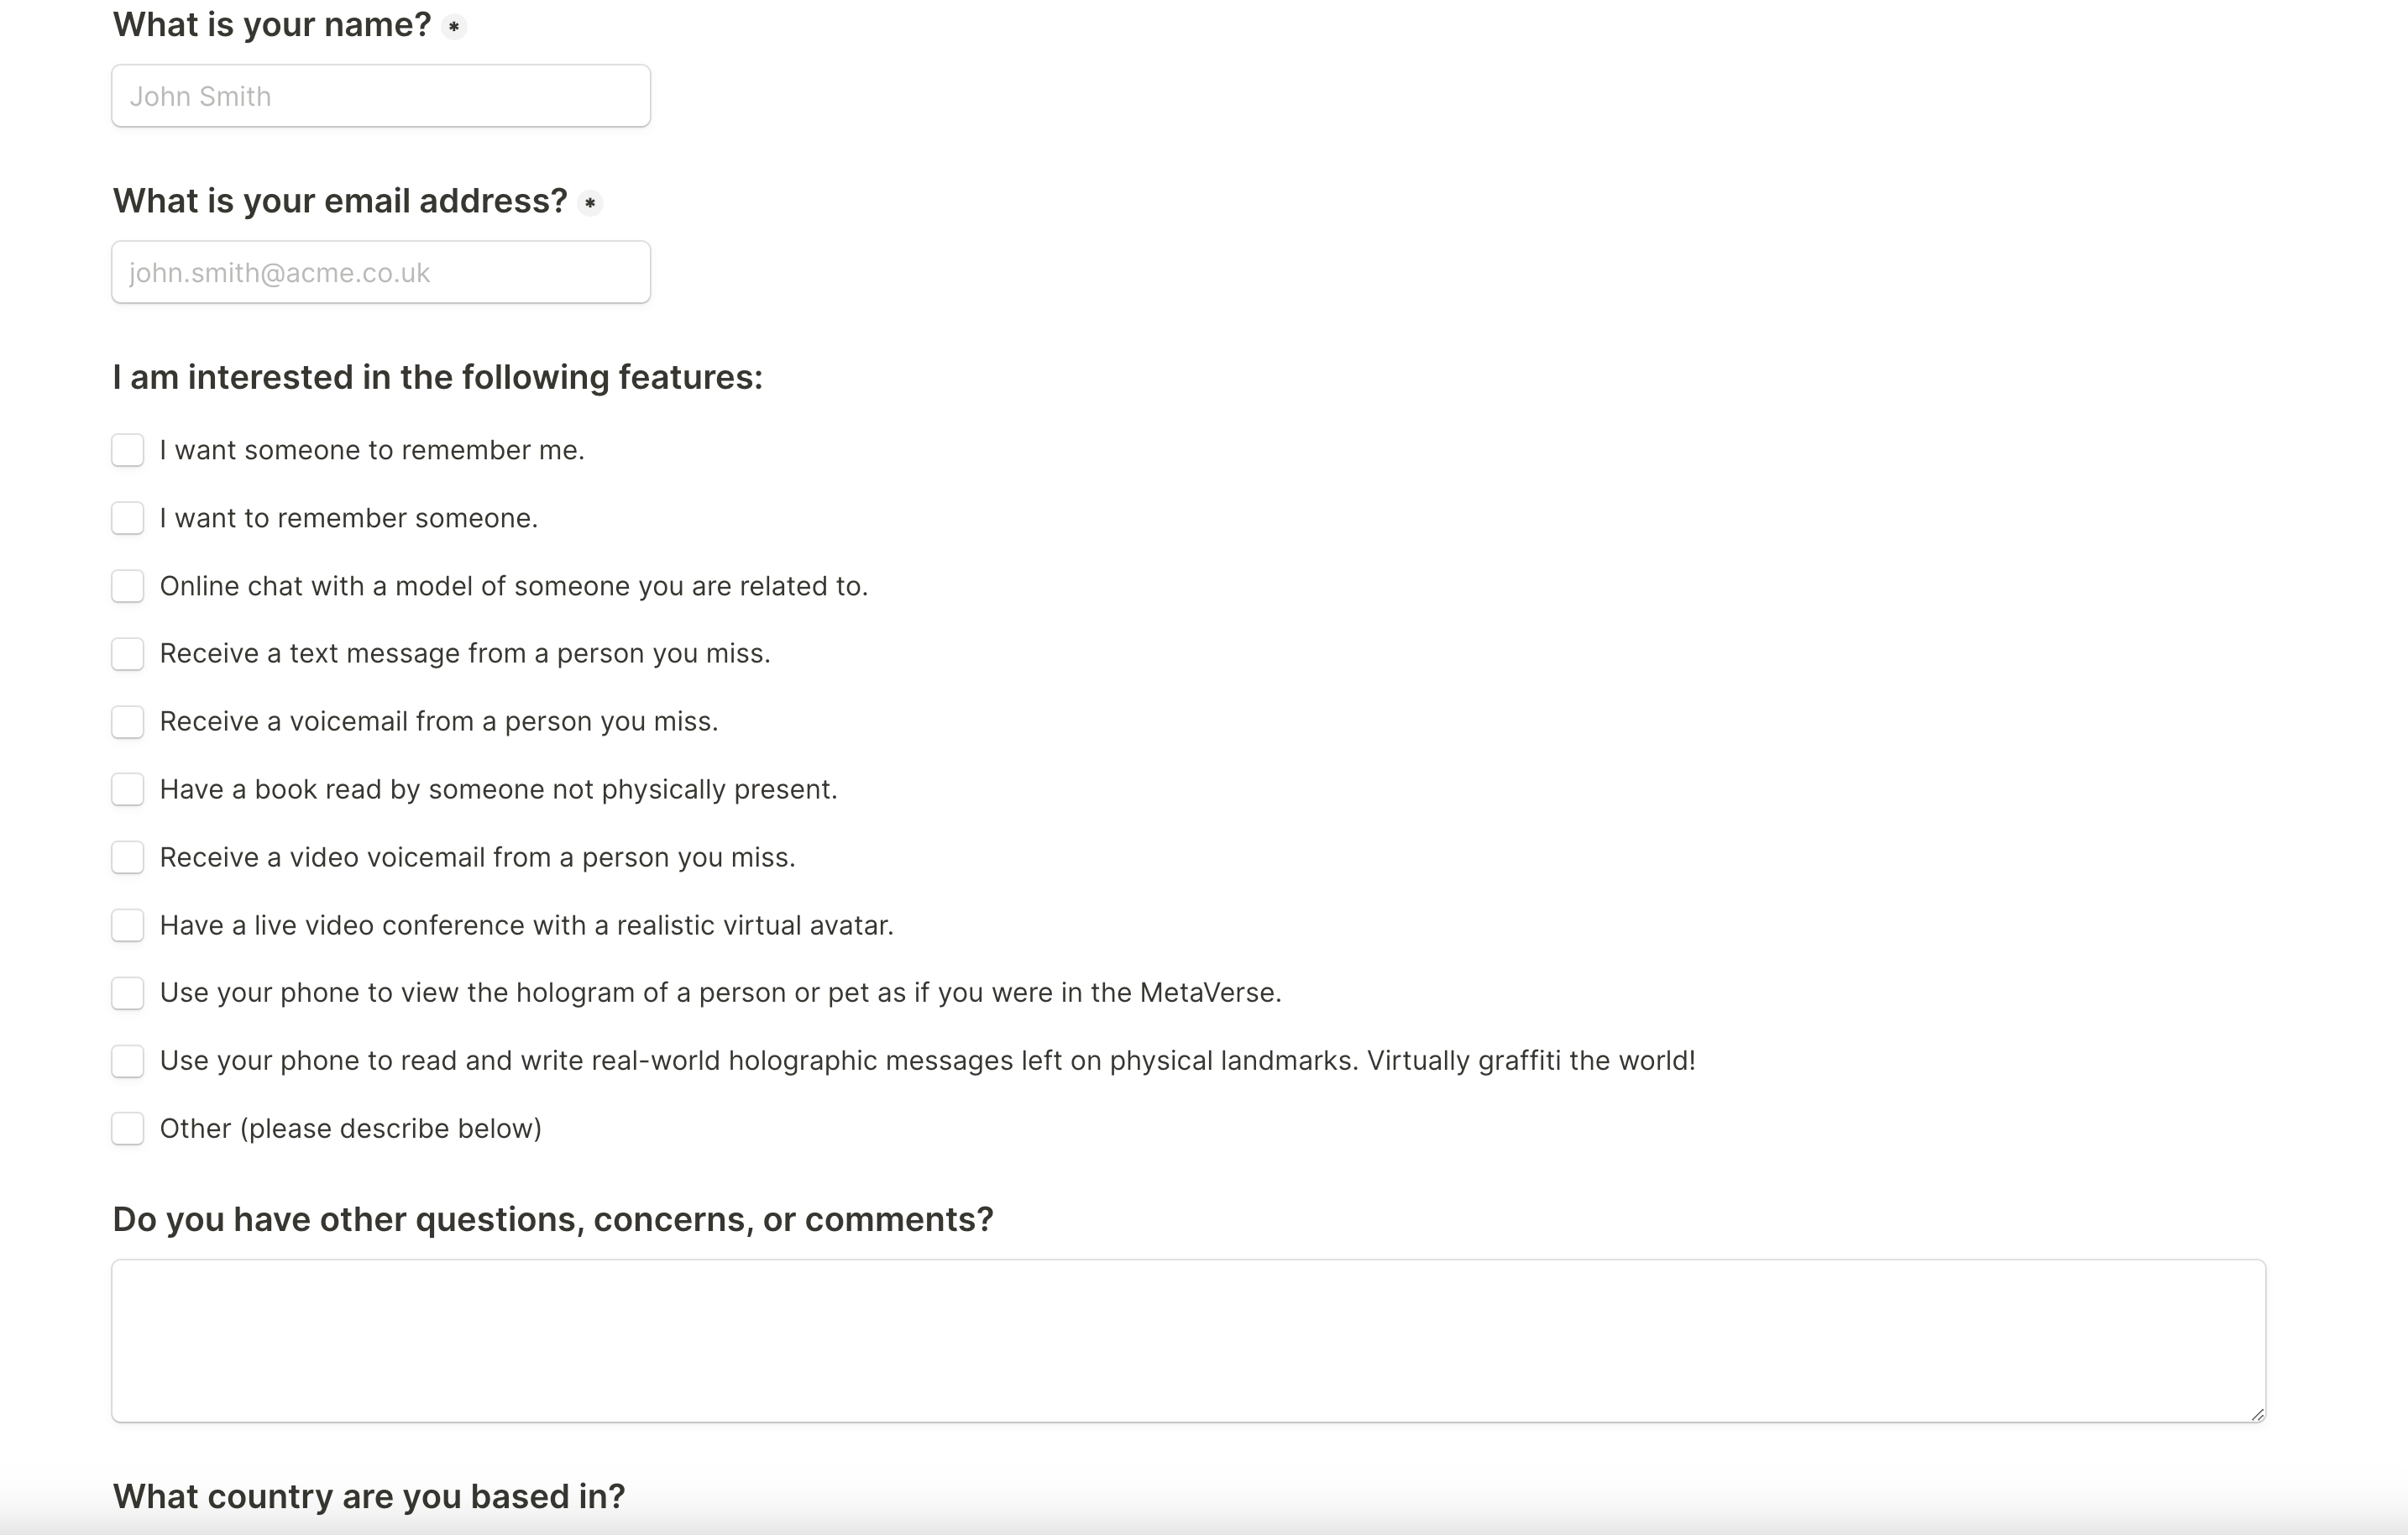 What is your name? *
John Smith
What is your email address? *
john.smith@acme.co.uk
I am interested in the following features:
I want someone to remember me.
I want to remember someone.
Online chat with a model of someone you are related to.
Receive a text message from a person you miss.
Receive a voicemail from a person you miss.
Have a book read by someone not physically present.
Receive a video voicemail from a person you miss.
Have a live video conference with a realistic virtual avatar.
Use your phone to view the hologram of a person or pet as if you were in the MetaVerse.
Use your phone to read and write real-world holographic messages left on physical landmarks. Virtually graffiti the world!
Other (please describe below)
Do you have other questions, concerns, or comments?
What country are you based in?